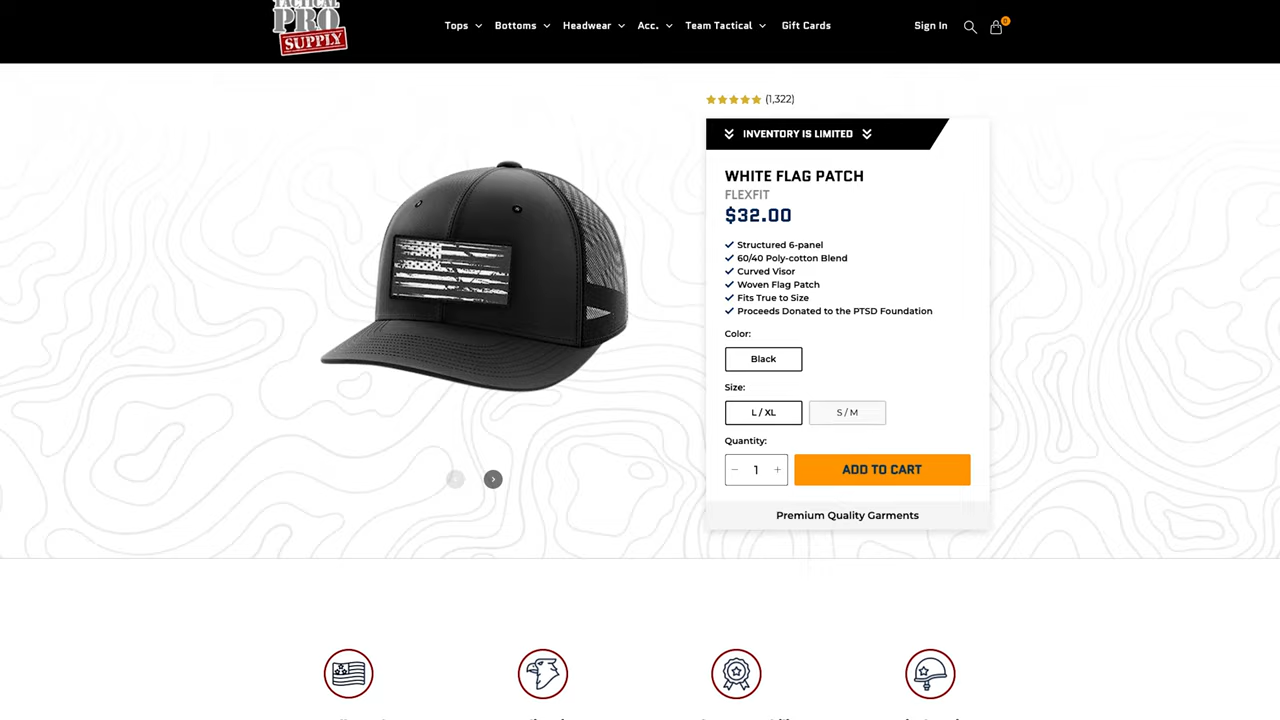 TACTICAL
PRO
SUPPLY
Tops
Bottoms
Headwear
Acc.
Team Tactical
Gift Cards
Sign In
0
(1,322)
INVENTORY IS LIMITED
WHITE FLAG PATCH
FLEXFIT
$32.00
Structured 6-panel
60/40 Poly-cotton Blend
Curved Visor
Woven Flag Patch
Fits True to Size
Proceeds Donated to the PTSD Foundation
Color:
Black
Size:
L / XL
S / M
Quantity:
− 1 +
ADD TO CART
Premium Quality Garments